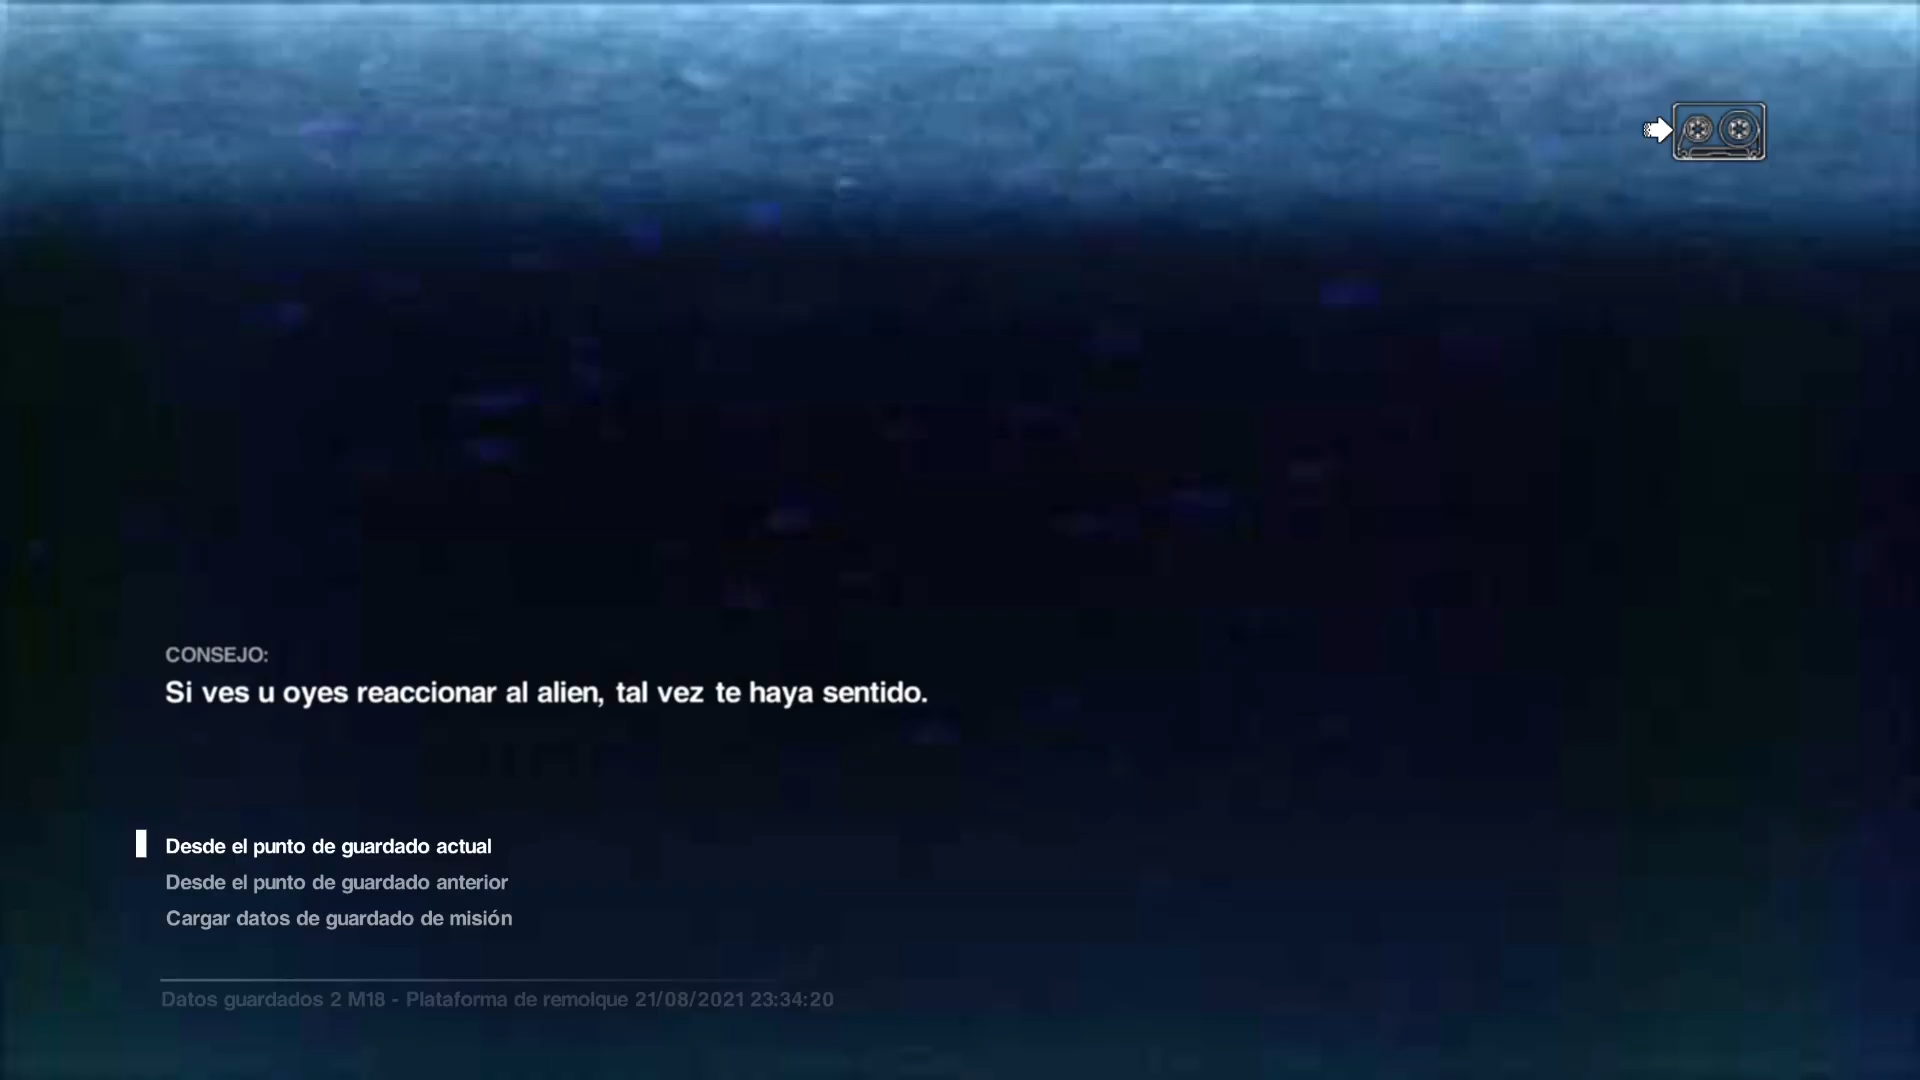 CONSEJO:
Si ves u oyes reaccionar al alien, tal vez te haya sentido.
Desde el punto de guardado actual
Desde el punto de guardado anterior
Cargar datos de guardado de misión
Datos guardados 2 M18 - Plataforma de remolque 21/08/2021 23:34:20